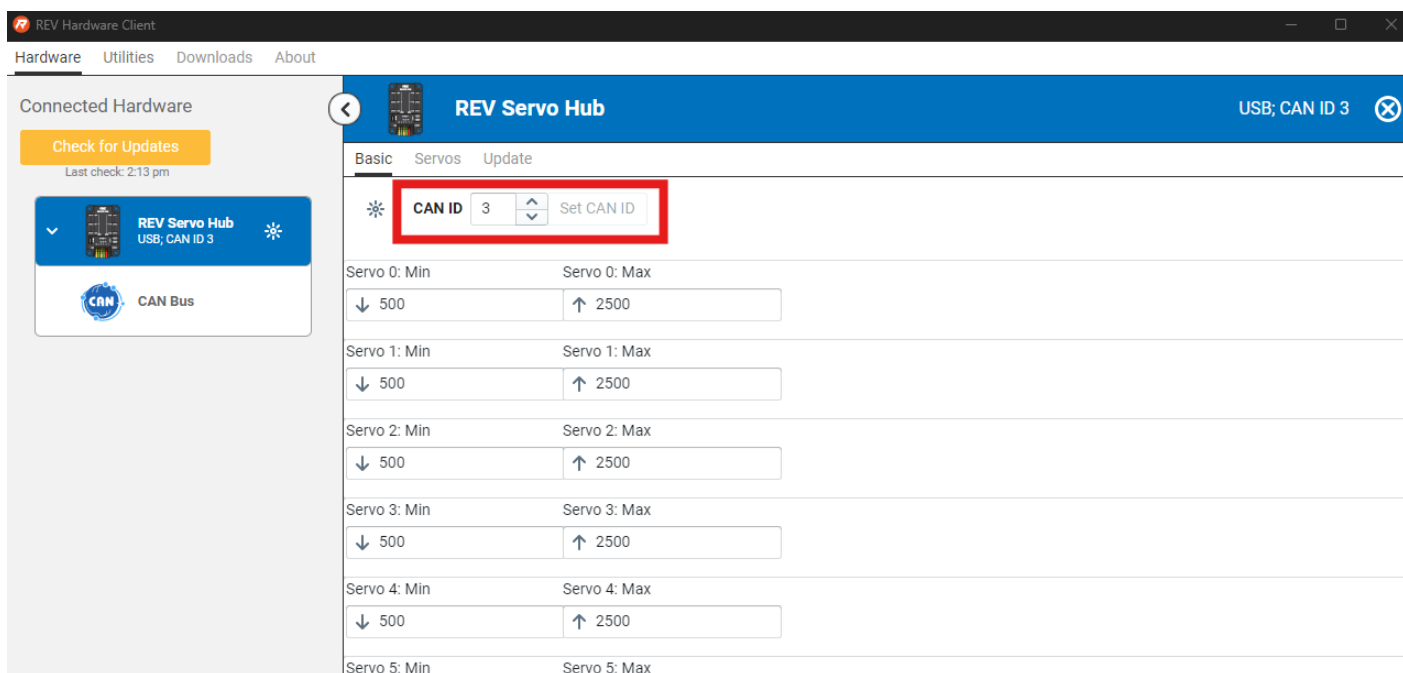 REV Hardware Client
Hardware Utilities Downloads About
Connected Hardware
Check for Updates
Last check: 2:13 pm
REV Servo Hub
USB; CAN ID 3
CAN
CAN Bus
REV Servo Hub
USB; CAN ID 3
Basic Servos Update
CAN ID 3 Set CAN ID
Servo 0: Min Servo 0: Max
500 2500
Servo 1: Min Servo 1: Max
500 2500
Servo 2: Min Servo 2: Max
500 2500
Servo 3: Min Servo 3: Max
500 2500
Servo 4: Min Servo 4: Max
500 2500
Servo 5: Min Servo 5: Max